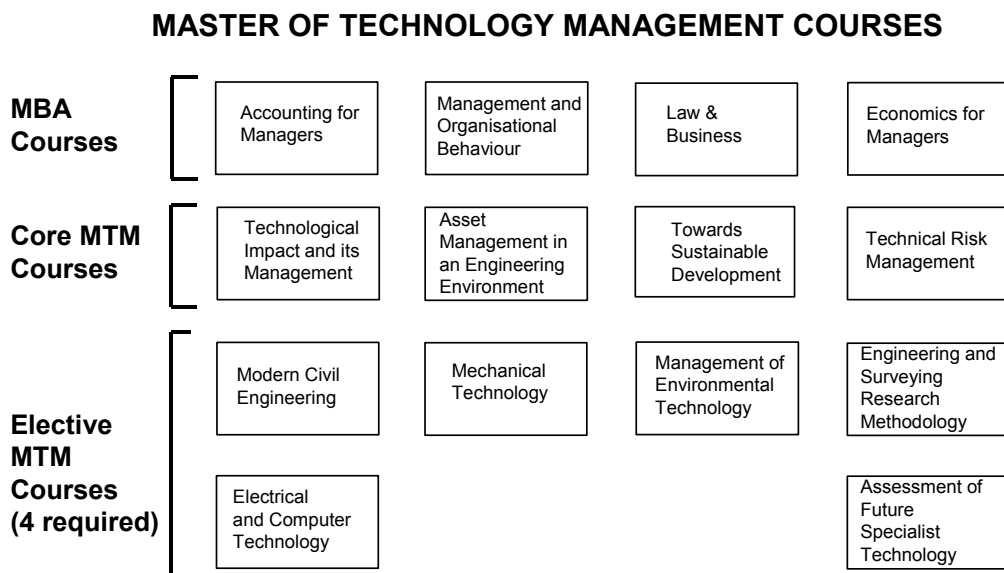 MASTER OF TECHNOLOGY MANAGEMENT COURSES
MBA
Courses
Accounting for
Managers
Management and
Organisational
Behaviour
Law &
Business
Economics for
Managers
Core MTM
Courses
Technological
Impact and its
Management
Asset
Management in
an Engineering
Environment
Towards
Sustainable
Development
Technical Risk
Management
Elective
MTM
Courses
(4 required)
Modern Civil
Engineering
Mechanical
Technology
Management of
Environmental
Technology
Engineering and
Surveying
Research
Methodology
Electrical
and Computer
Technology
Assessment of
Future
Specialist
Technology